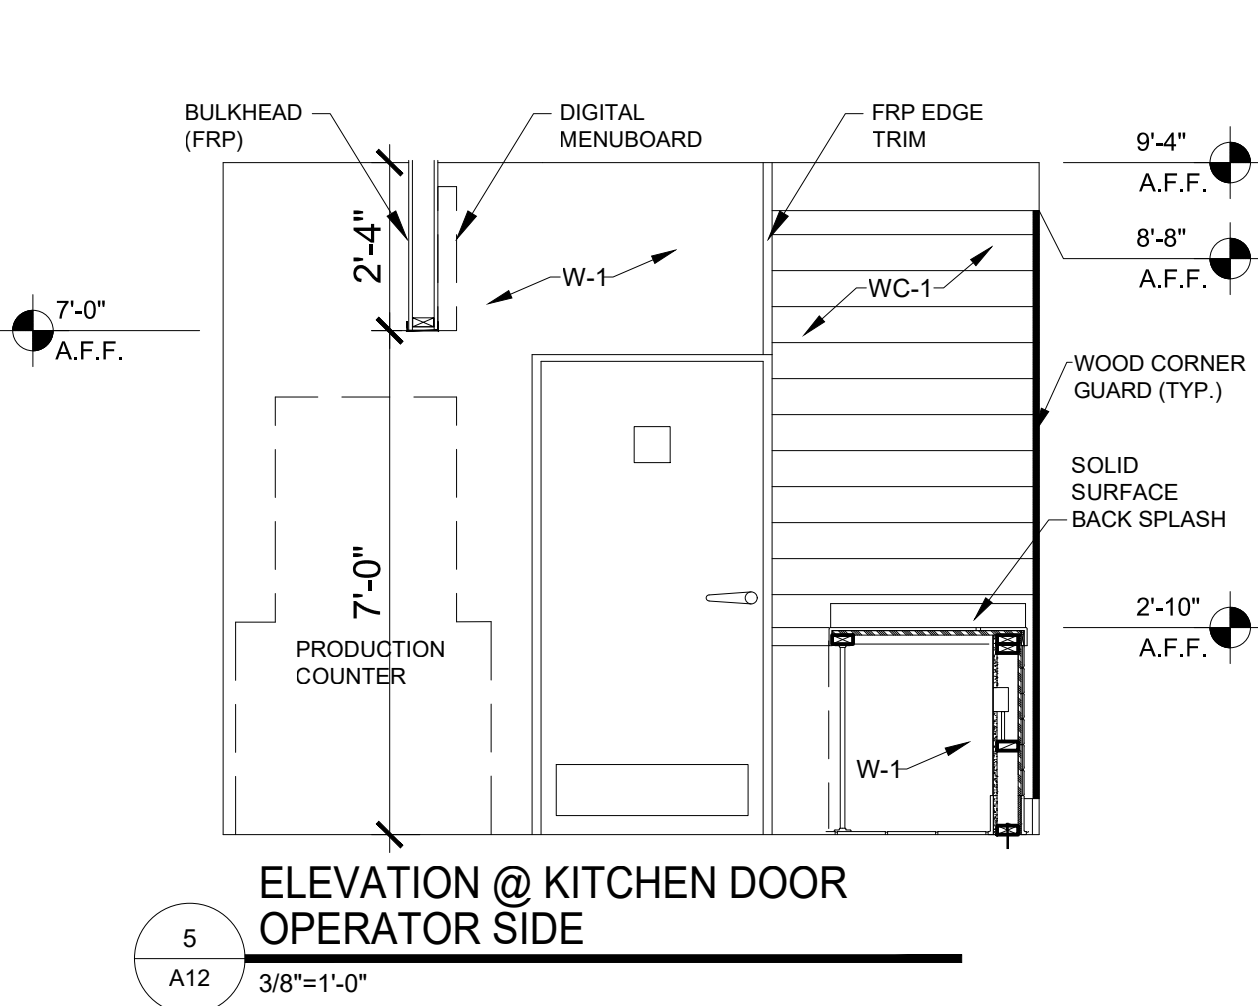 BULKHEAD
(FRP)
DIGITAL
MENUBOARD
FRP EDGE
TRIM
9'-4"
A.F.F.
8'-8"
A.F.F.
7'-0"
A.F.F.
2'-4"
W-1
WC-1
WOOD CORNER
GUARD (TYP.)
SOLID
SURFACE
BACK SPLASH
7'-0"
2'-10"
A.F.F.
PRODUCTION
COUNTER
W-1
ELEVATION @ KITCHEN DOOR
OPERATOR SIDE
5
A12
3/8"=1'-0"